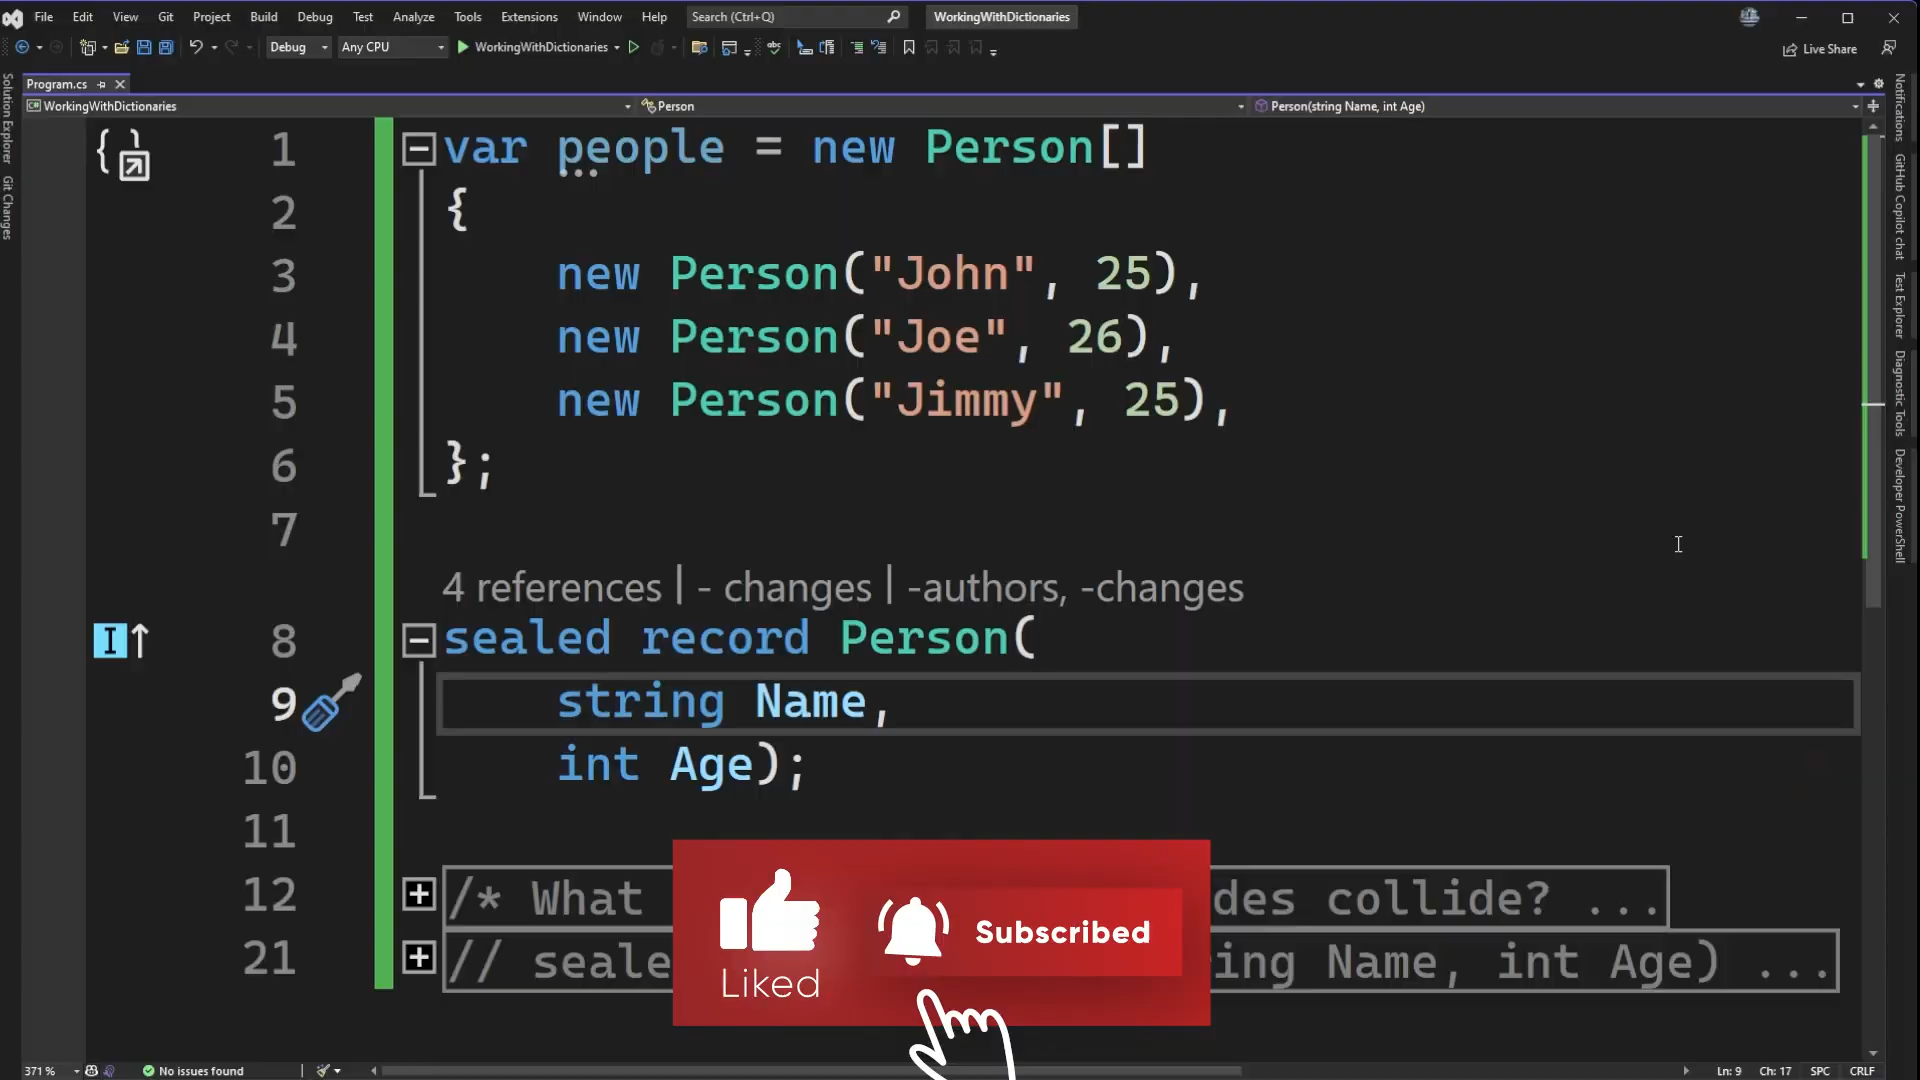 File Edit View Git Project Build Debug Test Analyze Tools Extensions Window Help Search (Ctrl+Q) WorkingWithDictionaries
Debug Any CPU WorkingWithDictionaries Live Share
Program.cs
WorkingWithDictionaries Person Person(string Name, int Age)
Solution Explorer
Git Changes
1 var people = new Person[]
2 {
3 new Person("John", 25),
4 new Person("Joe", 26),
5 new Person("Jimmy", 25),
6 };
7
4 references | - changes | -authors, -changes
8 sealed record Person(
9 string Name,
10 int Age);
11
12 /* What des collide? ...
21 // seale ing Name, int Age) ...
Liked
Subscribed
Notifications
GitHub Copilot chat
Test Explorer
Diagnostic Tools
Developer PowerShell
371 % No issues found Ln: 9 Ch: 17 SPC CRLF